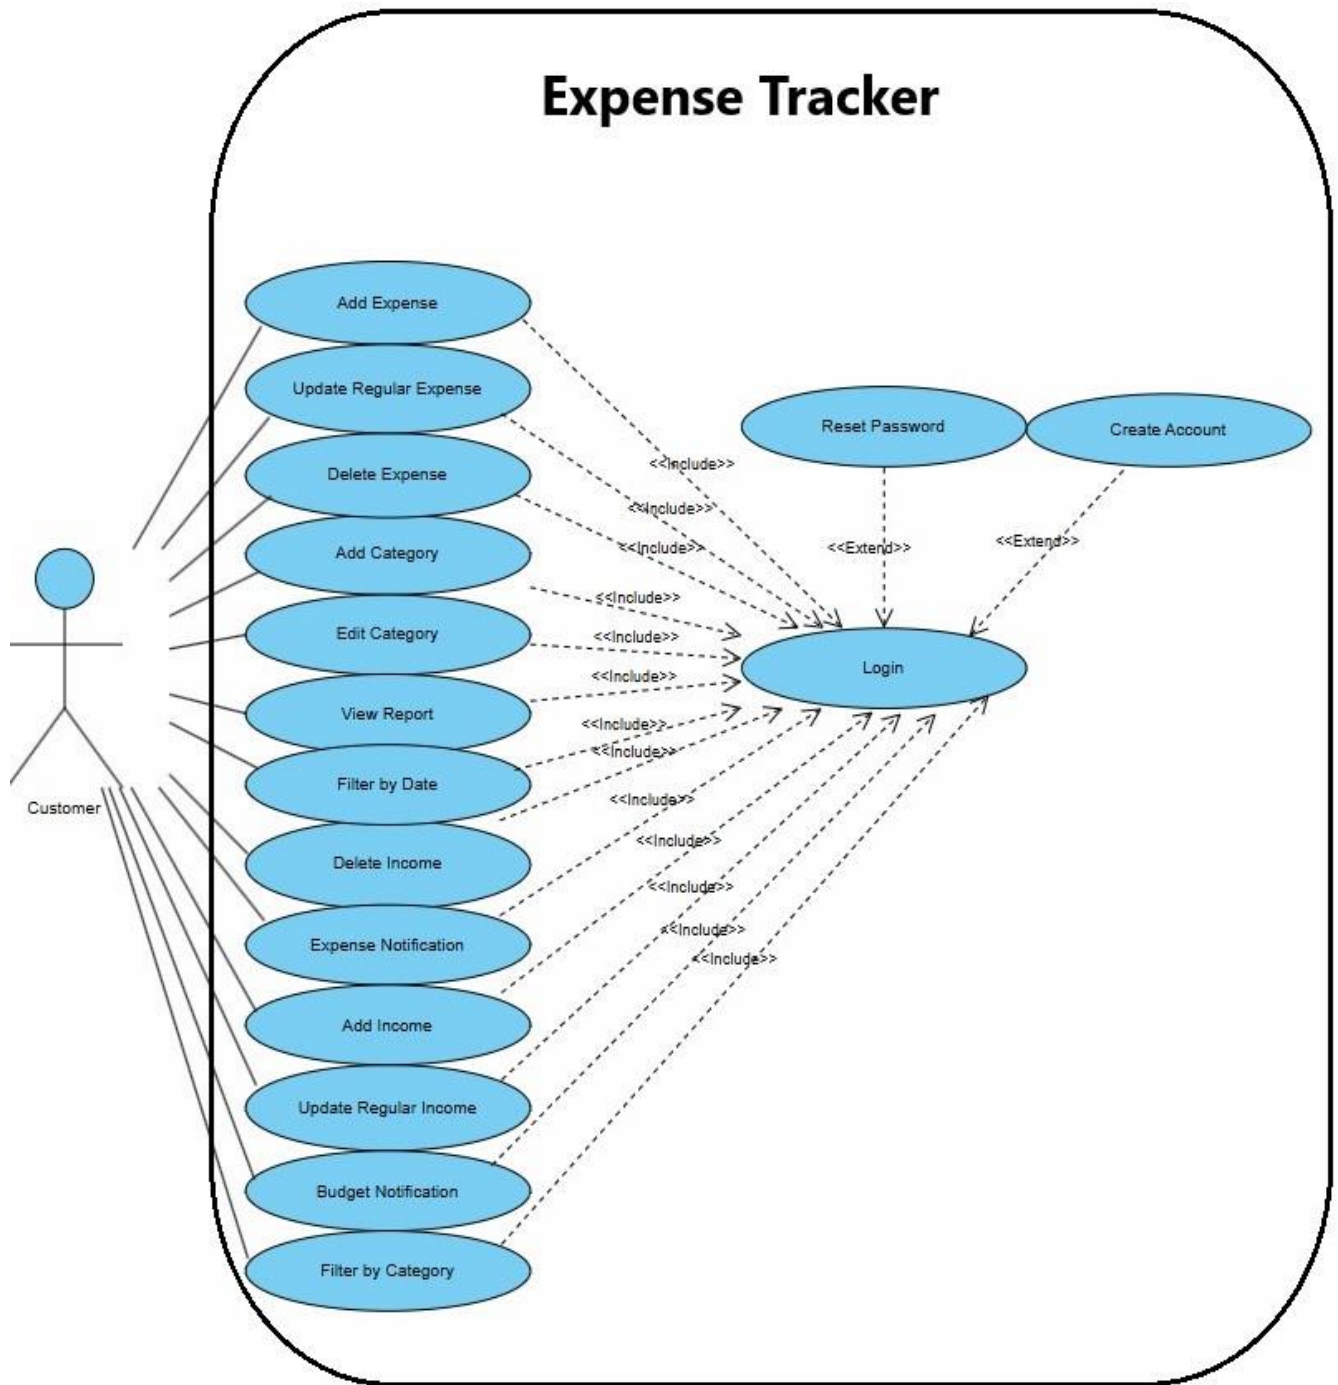 Expense Tracker
Add Expense
Update Regular Expense
Delete Expense
Add Category
Edit Category
View Report
Filter by Date
Delete Income
Expense Notification
Add Income
Update Regular Income
Budget Notification
Filter by Category
Customer
<<Include>>
<<Include>>
<<Include>>
<<Include>>
<<Include>>
<<Include>>
<<Include>>
<<Include>>
<<Include>>
<<Include>>
<<Include>>
<<Include>>
<<Include>>
Reset Password
Create Account
<<Extend>>
<<Extend>>
Login